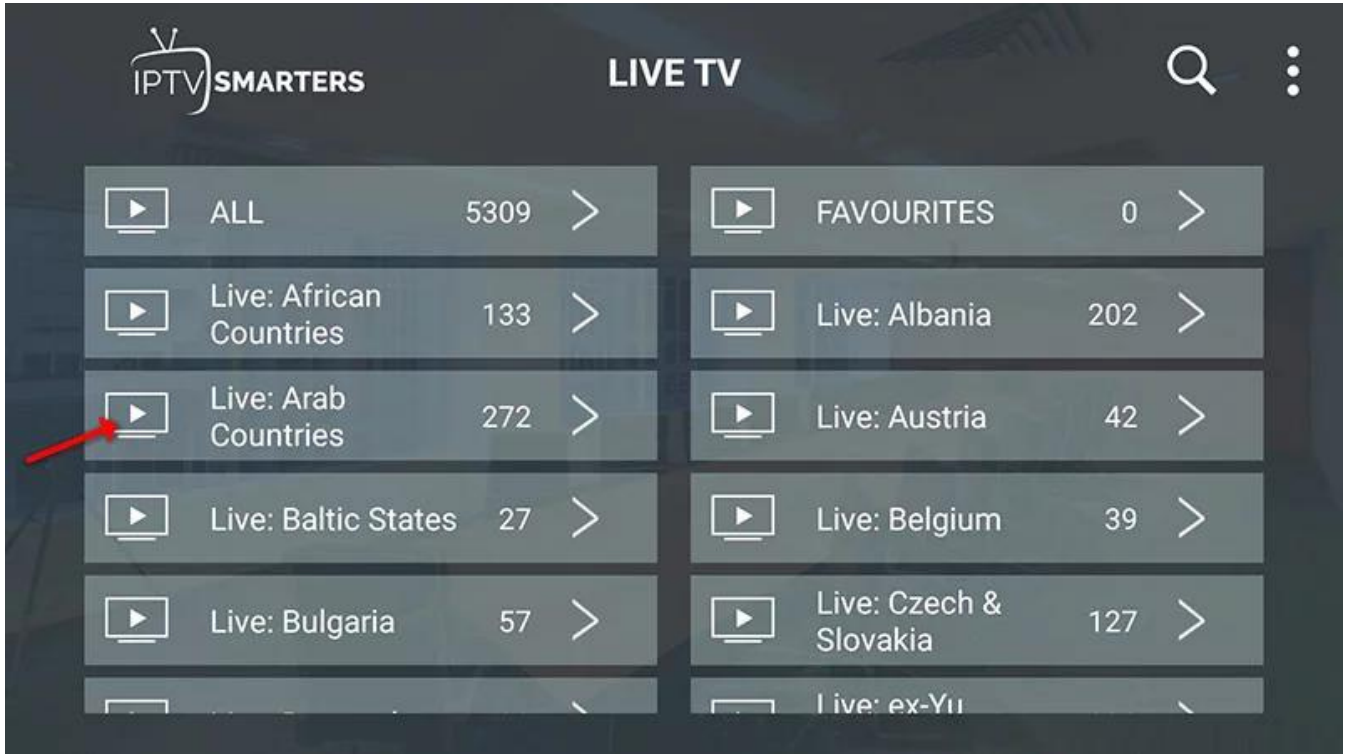 IPTV SMARTERS
LIVE TV
ALL 5309
FAVOURITES 0
Live: African
Countries
133
Live: Albania 202
Live: Arab
Countries
272
Live: Austria 42
Live: Baltic States 27
Live: Belgium 39
Live: Bulgaria 57
Live: Czech &
Slovakia
127
Live: ex-Yu